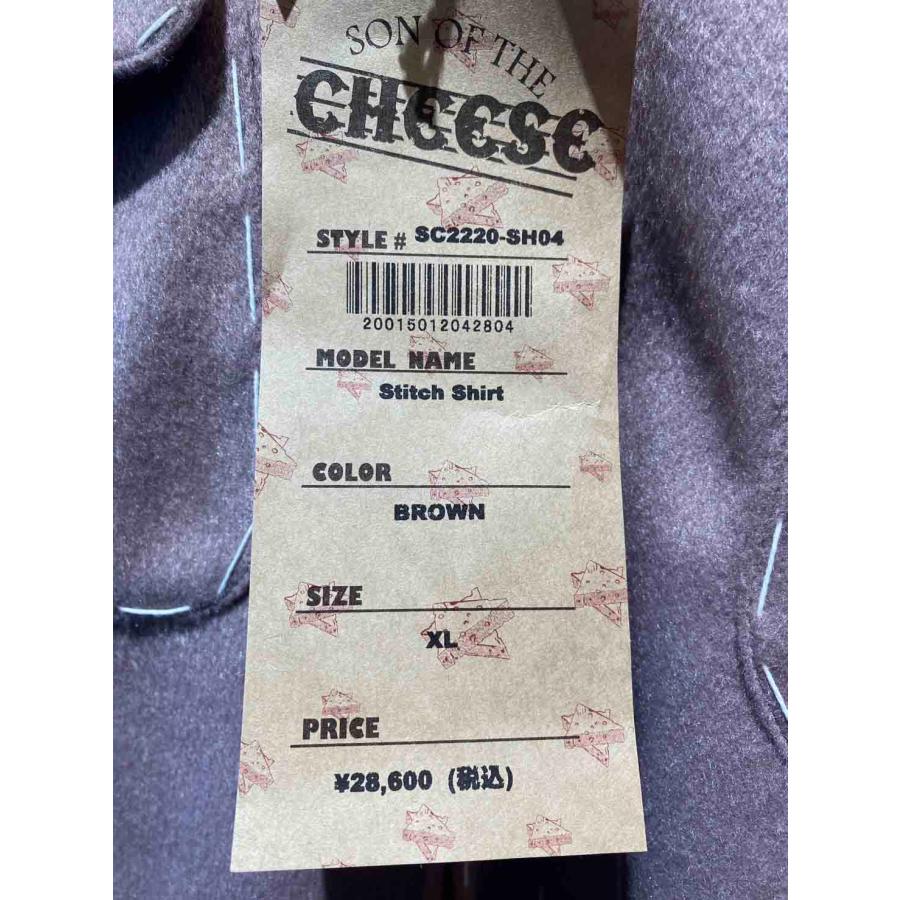 SON OF THE
CHEESE
STYLE # SC2220-SH04
20015012042804
MODEL NAME
Stitch Shirt
COLOR
BROWN
SIZE
XL
PRICE
¥28,600 (税込)